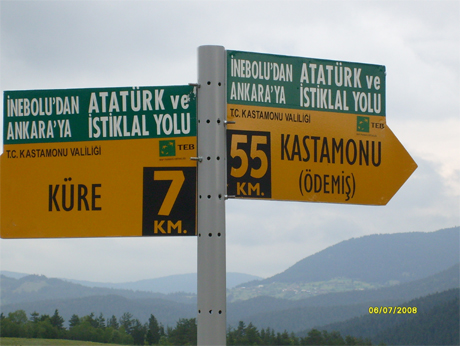 İNEBOLU'DAN ATATÜRK ve
ANKARA'YA İSTİKLAL YOLU
T.C. KASTAMONU VALİLİĞİ TEB
KÜRE 7 KM.
İNEBOLU'DAN ATATÜRK ve
ANKARA'YA İSTİKLAL YOLU
T.C. KASTAMONU VALİLİĞİ TEB
55 KM. KASTAMONU
(ÖDEMİŞ)
06/07/2008